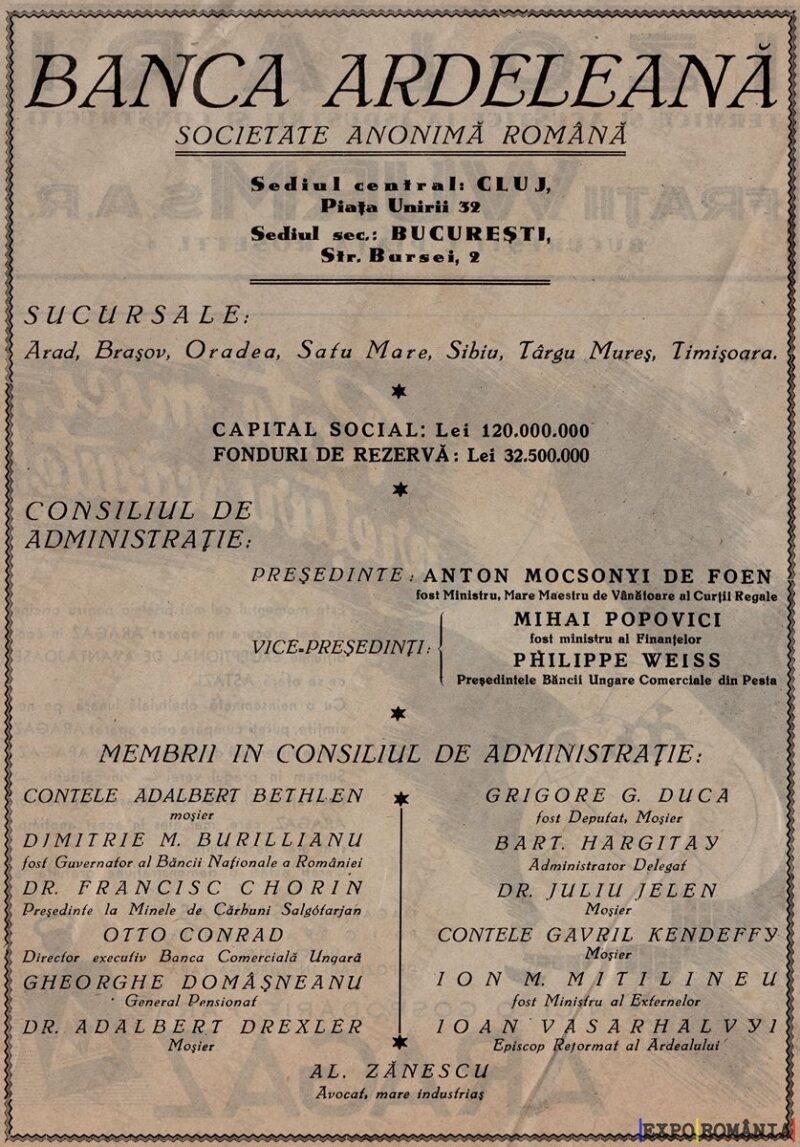 BANCA ARDELEANĂ
SOCIETATE ANONIMĂ ROMÂNĂ
Sediul central: CLUJ,
Piața Unirii 32
Sediul sec.: BUCUREȘTI,
Str. Bursei, 2
SUCURSALE:
Arad, Brașov, Oradea, Satu Mare, Sibiu, Târgu Mureș, Timișoara.
CAPITAL SOCIAL: Lei 120.000.000
FONDURI DE REZERVĂ: Lei 32.500.000
CONSILIUL DE
ADMINISTRAȚIE:
PREȘEDINTE: ANTON MOCSONYI DE FOEN
fost Ministru, Mare Maestru de Vânătoare al Curții Regale
VICE-PREȘEDINȚI:
MIHAI POPOVICI
fost ministru al Finanțelor
PHILIPPE WEISS
Președintele Băncii Ungare Comerciale din Pesta
MEMBRII IN CONSILIUL DE ADMINISTRAȚIE:
CONTELE ADALBERT BETHLEN
moșier
DIMITRIE M. BURILLIANU
fost Guvernator al Băncii Naționale a României
DR. FRANCISC CHORIN
Președinte la Minele de Cărbuni Salgótarjan
OTTO CONRAD
Director executiv Banca Comercială Ungară
GHEORGHE DOMÂȘNEANU
General Pensionat
DR. ADALBERT DREXLER
Moșier
GRIGORE G. DUCA
fost Deputat, Moșier
BART. HARGITAY
Administrator Delegat
DR. JULIU JELEN
Moșier
CONTELE GAVRIL KENDEFFY
Moșier
ION M. MITILINEU
fost Ministru al Externelor
IOAN VASARHALVYI
Episcop Reformat al Ardealului
AL. ZĂNESCU
Avocat, mare industriaș
EXPO ROMÂNIA